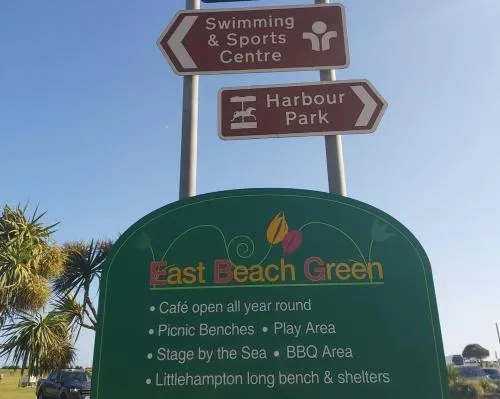 Swimming
& Sports
Centre
Harbour
Park
East Beach Green
• Café open all year round
• Picnic Benches • Play Area
• Stage by the Sea • BBQ Area
• Littlehampton long bench & shelters